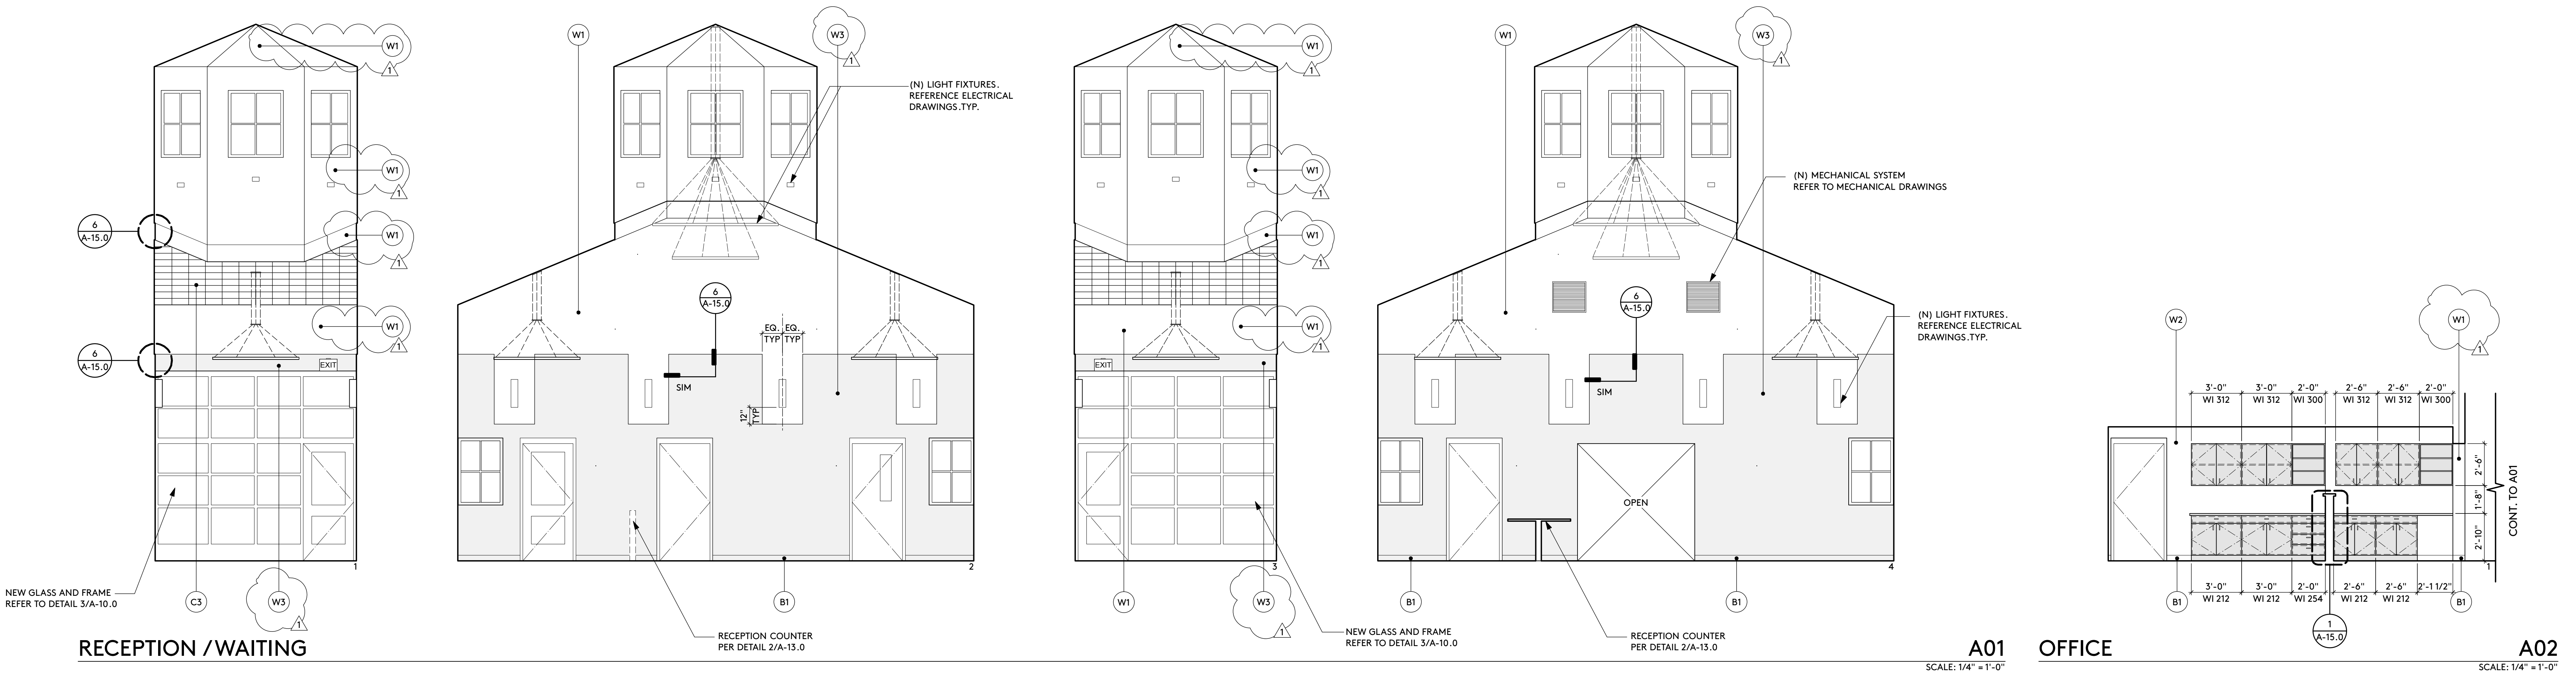 W1
1
W1
1
6
A-15.0
W1
1
W1
1
6
A-15.0
EXIT
NEW GLASS AND FRAME
REFER TO DETAIL 3/A-10.0
C3
W3
1
1
W1
W3
1
(N) LIGHT FIXTURES.
REFERENCE ELECTRICAL
DRAWINGS.TYP.
6
A-15.0
EQ. EQ.
TYP TYP
SIM
12"
TYP
B1
RECEPTION COUNTER
PER DETAIL 2/A-13.0
2
W1
1
W1
1
W1
1
W1
1
EXIT
W1
W3
1
NEW GLASS AND FRAME
REFER TO DETAIL 3/A-10.0
3
W1
W3
1
(N) MECHANICAL SYSTEM
REFER TO MECHANICAL DRAWINGS
6
A-15.0
SIM
(N) LIGHT FIXTURES.
REFERENCE ELECTRICAL
DRAWINGS.TYP.
OPEN
B1
B1
RECEPTION COUNTER
PER DETAIL 2/A-13.0
4
RECEPTION / WAITING
A01
SCALE: 1/4" = 1'-0"
W2
W1
1
3'-0" 3'-0" 2'-0" 2'-6" 2'-6" 2'-0"
WI 312 WI 312 WI 300 WI 312 WI 312 WI 300
2'-6"
1'-8"
2'-10"
CONT. TO A01
1
3'-0" 3'-0" 2'-0" 2'-6" 2'-6" 2'-1 1/2"
WI 212 WI 212 WI 254 WI 212 WI 212
B1
B1
1
A-15.0
OFFICE
A02
SCALE: 1/4" = 1'-0"